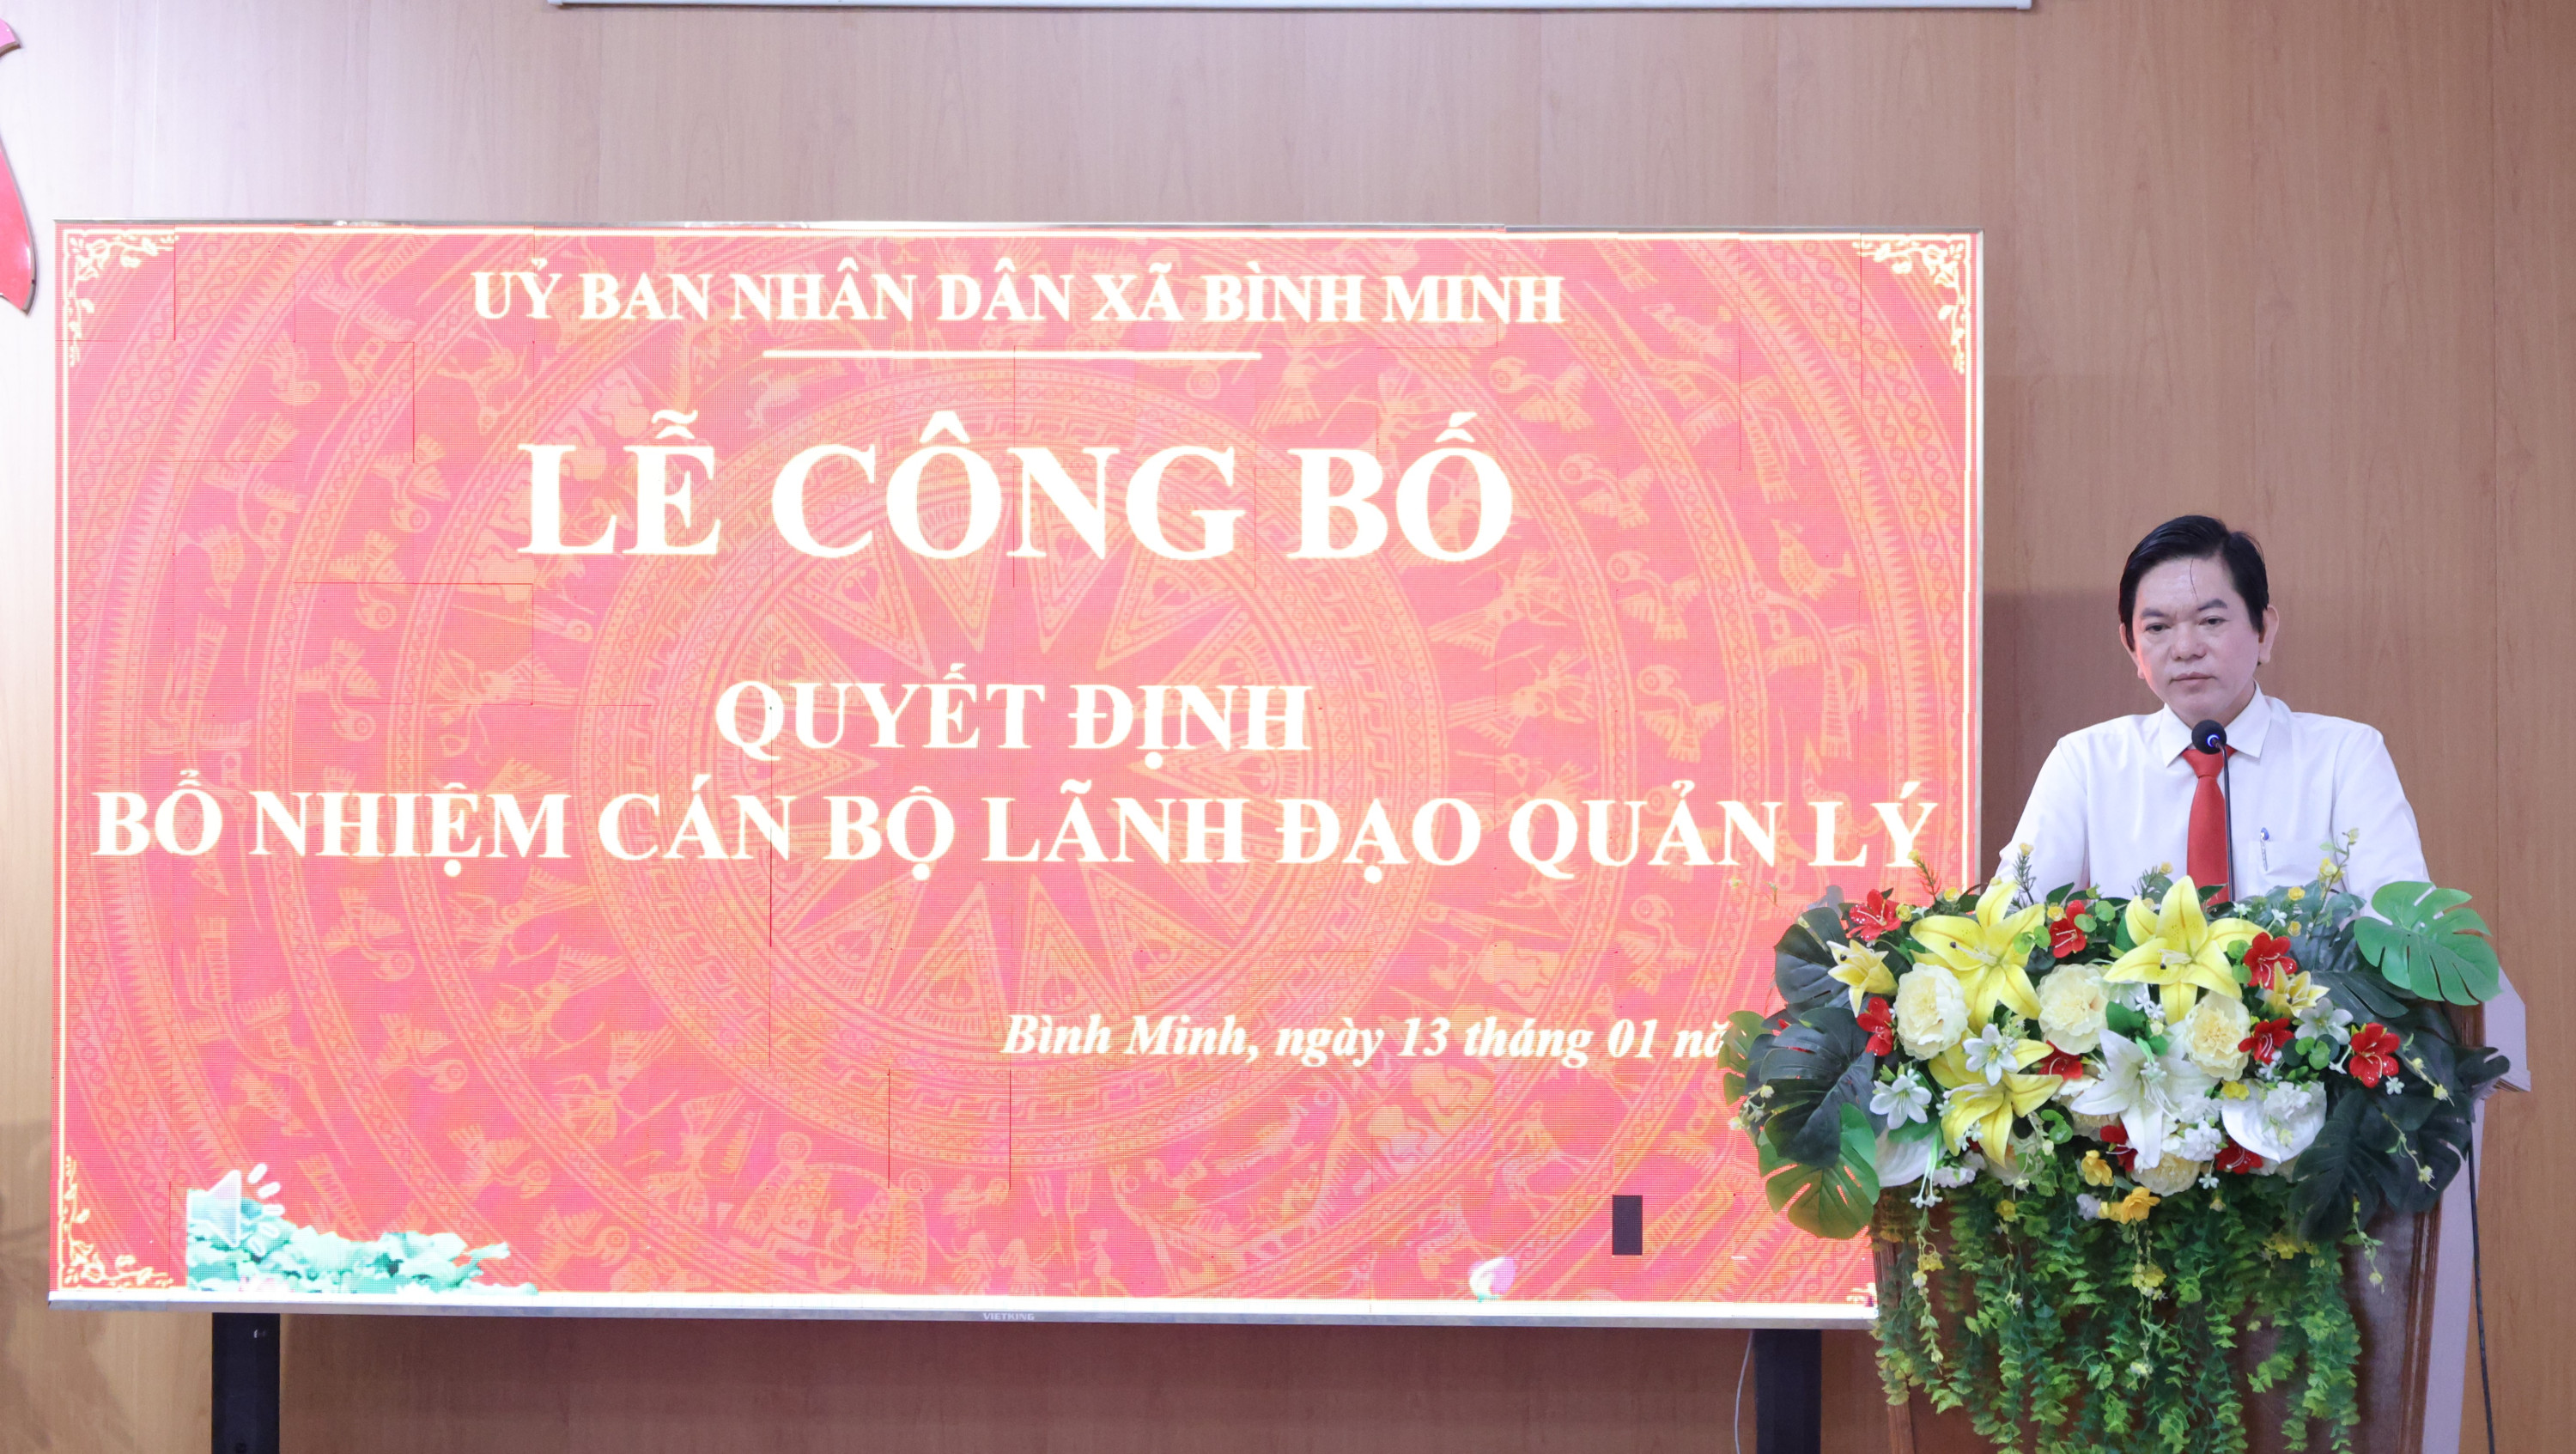 UỶ BAN NHÂN DÂN XÃ BÌNH MINH
LỄ CÔNG BỐ
QUYẾT ĐỊNH
BỔ NHIỆM CÁN BỘ LÃNH ĐẠO QUẢN LÝ
Bình Minh, ngày 13 tháng 01
VIETKING